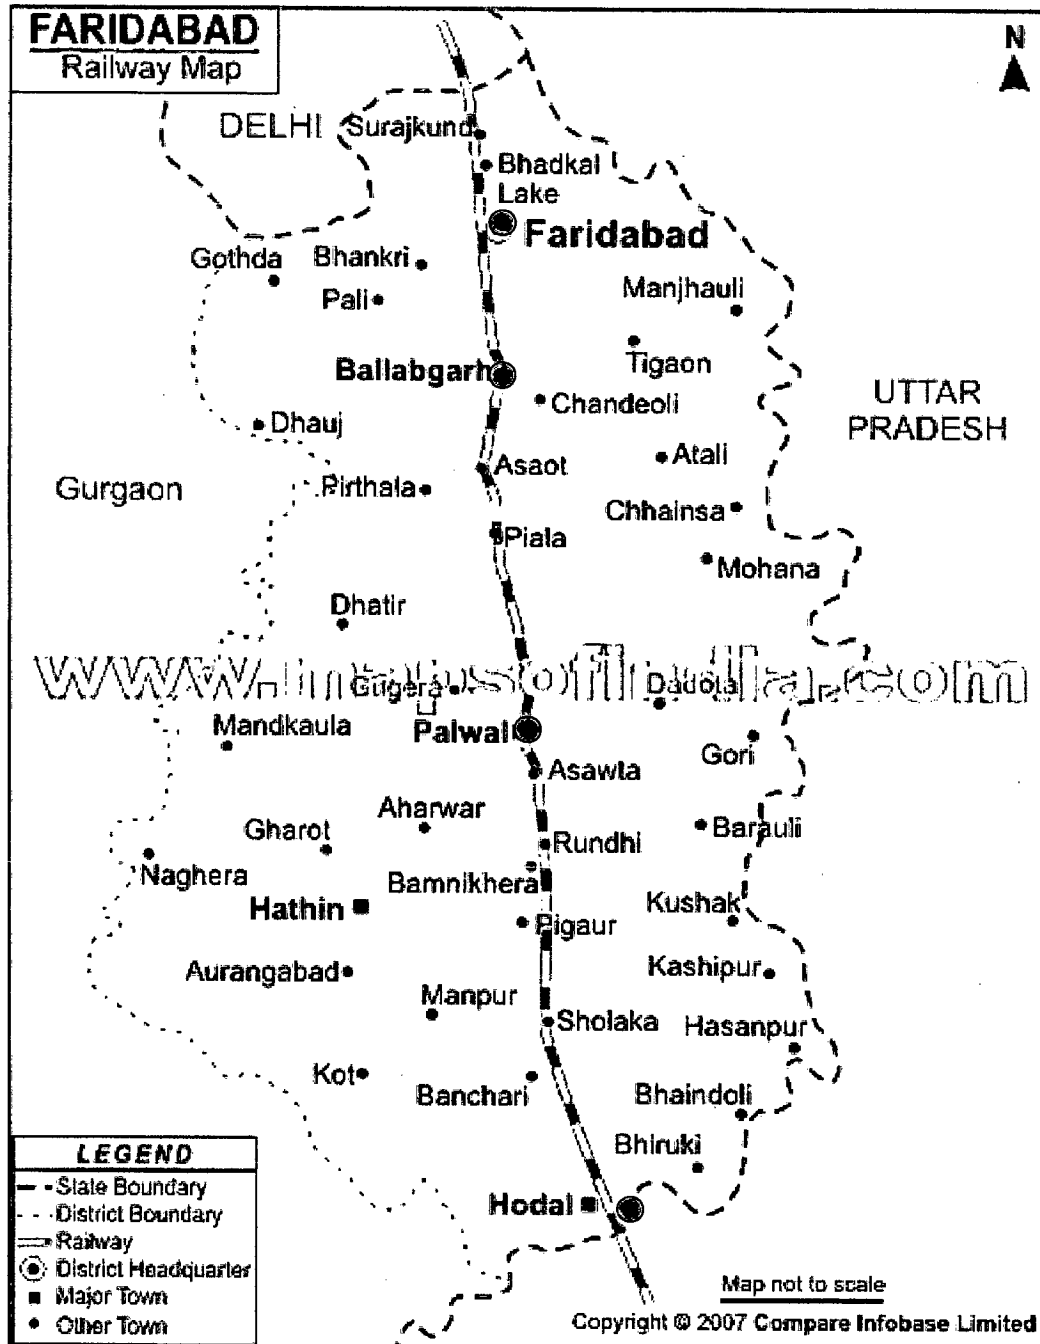 FARIDABAD
Railway Map
N
DELHI
Surajkund
Bhadkal
Lake
Faridabad
Gothda
Bhankri
Pali
Manjhauli
Tigaon
Ballabgarh
Chandeoli
UTTAR
PRADESH
Dhauj
Asaot
Atali
Gurgaon
Pirthala
Chhainsa
Piala
Mohana
Dhatir
www.mapsofindia.com
Gugera
Dadota
Mandkaula
Palwal
Gori
Asawta
Aharwar
Gharot
Rundhi
Barauli
Naghera
Bamnikhera
Hathin
Pigaur
Kushak
Aurangabad
Kashipur
Manpur
Sholaka
Hasanpur
Kot
Banchari
Bhaindoli
Bhiruki
Hodal
LEGEND
State Boundary
District Boundary
Railway
District Headquarter
Major Town
Other Town
Map not to scale
Copyright © 2007 Compare Infobase Limited